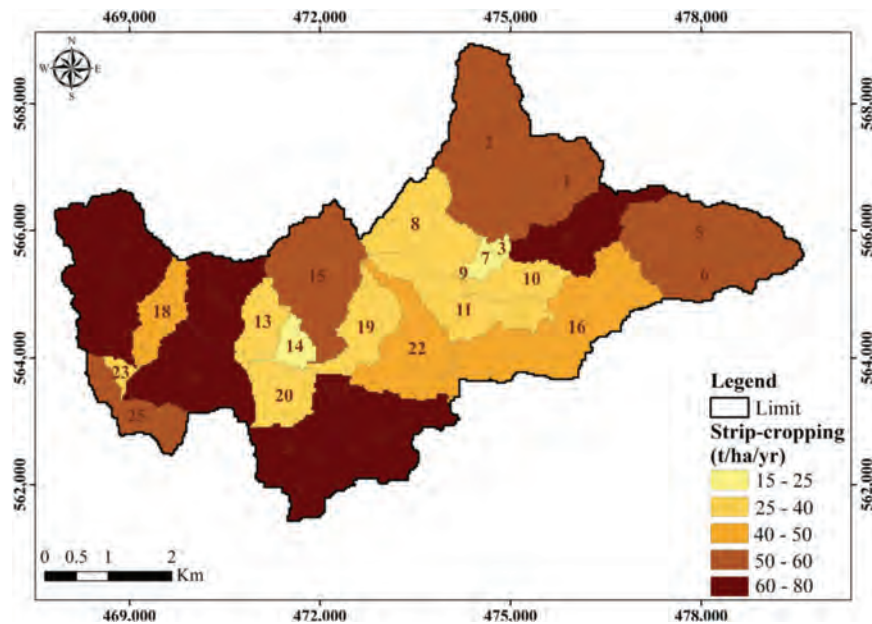 469,000 472,000 475,000 478,000
N
W E
S
568,000 568,000
566,000 566,000
564,000 564,000
562,000 562,000
2
1
8
3
5
7
9 10
6
15
18
13
11
19
16
14
22
23
20
25
Legend
Limit
Strip-cropping
(t/ha/yr)
15 - 25
25 - 40
40 - 50
50 - 60
60 - 80
0 0.5 1 2
Km
469,000 472,000 475,000 478,000